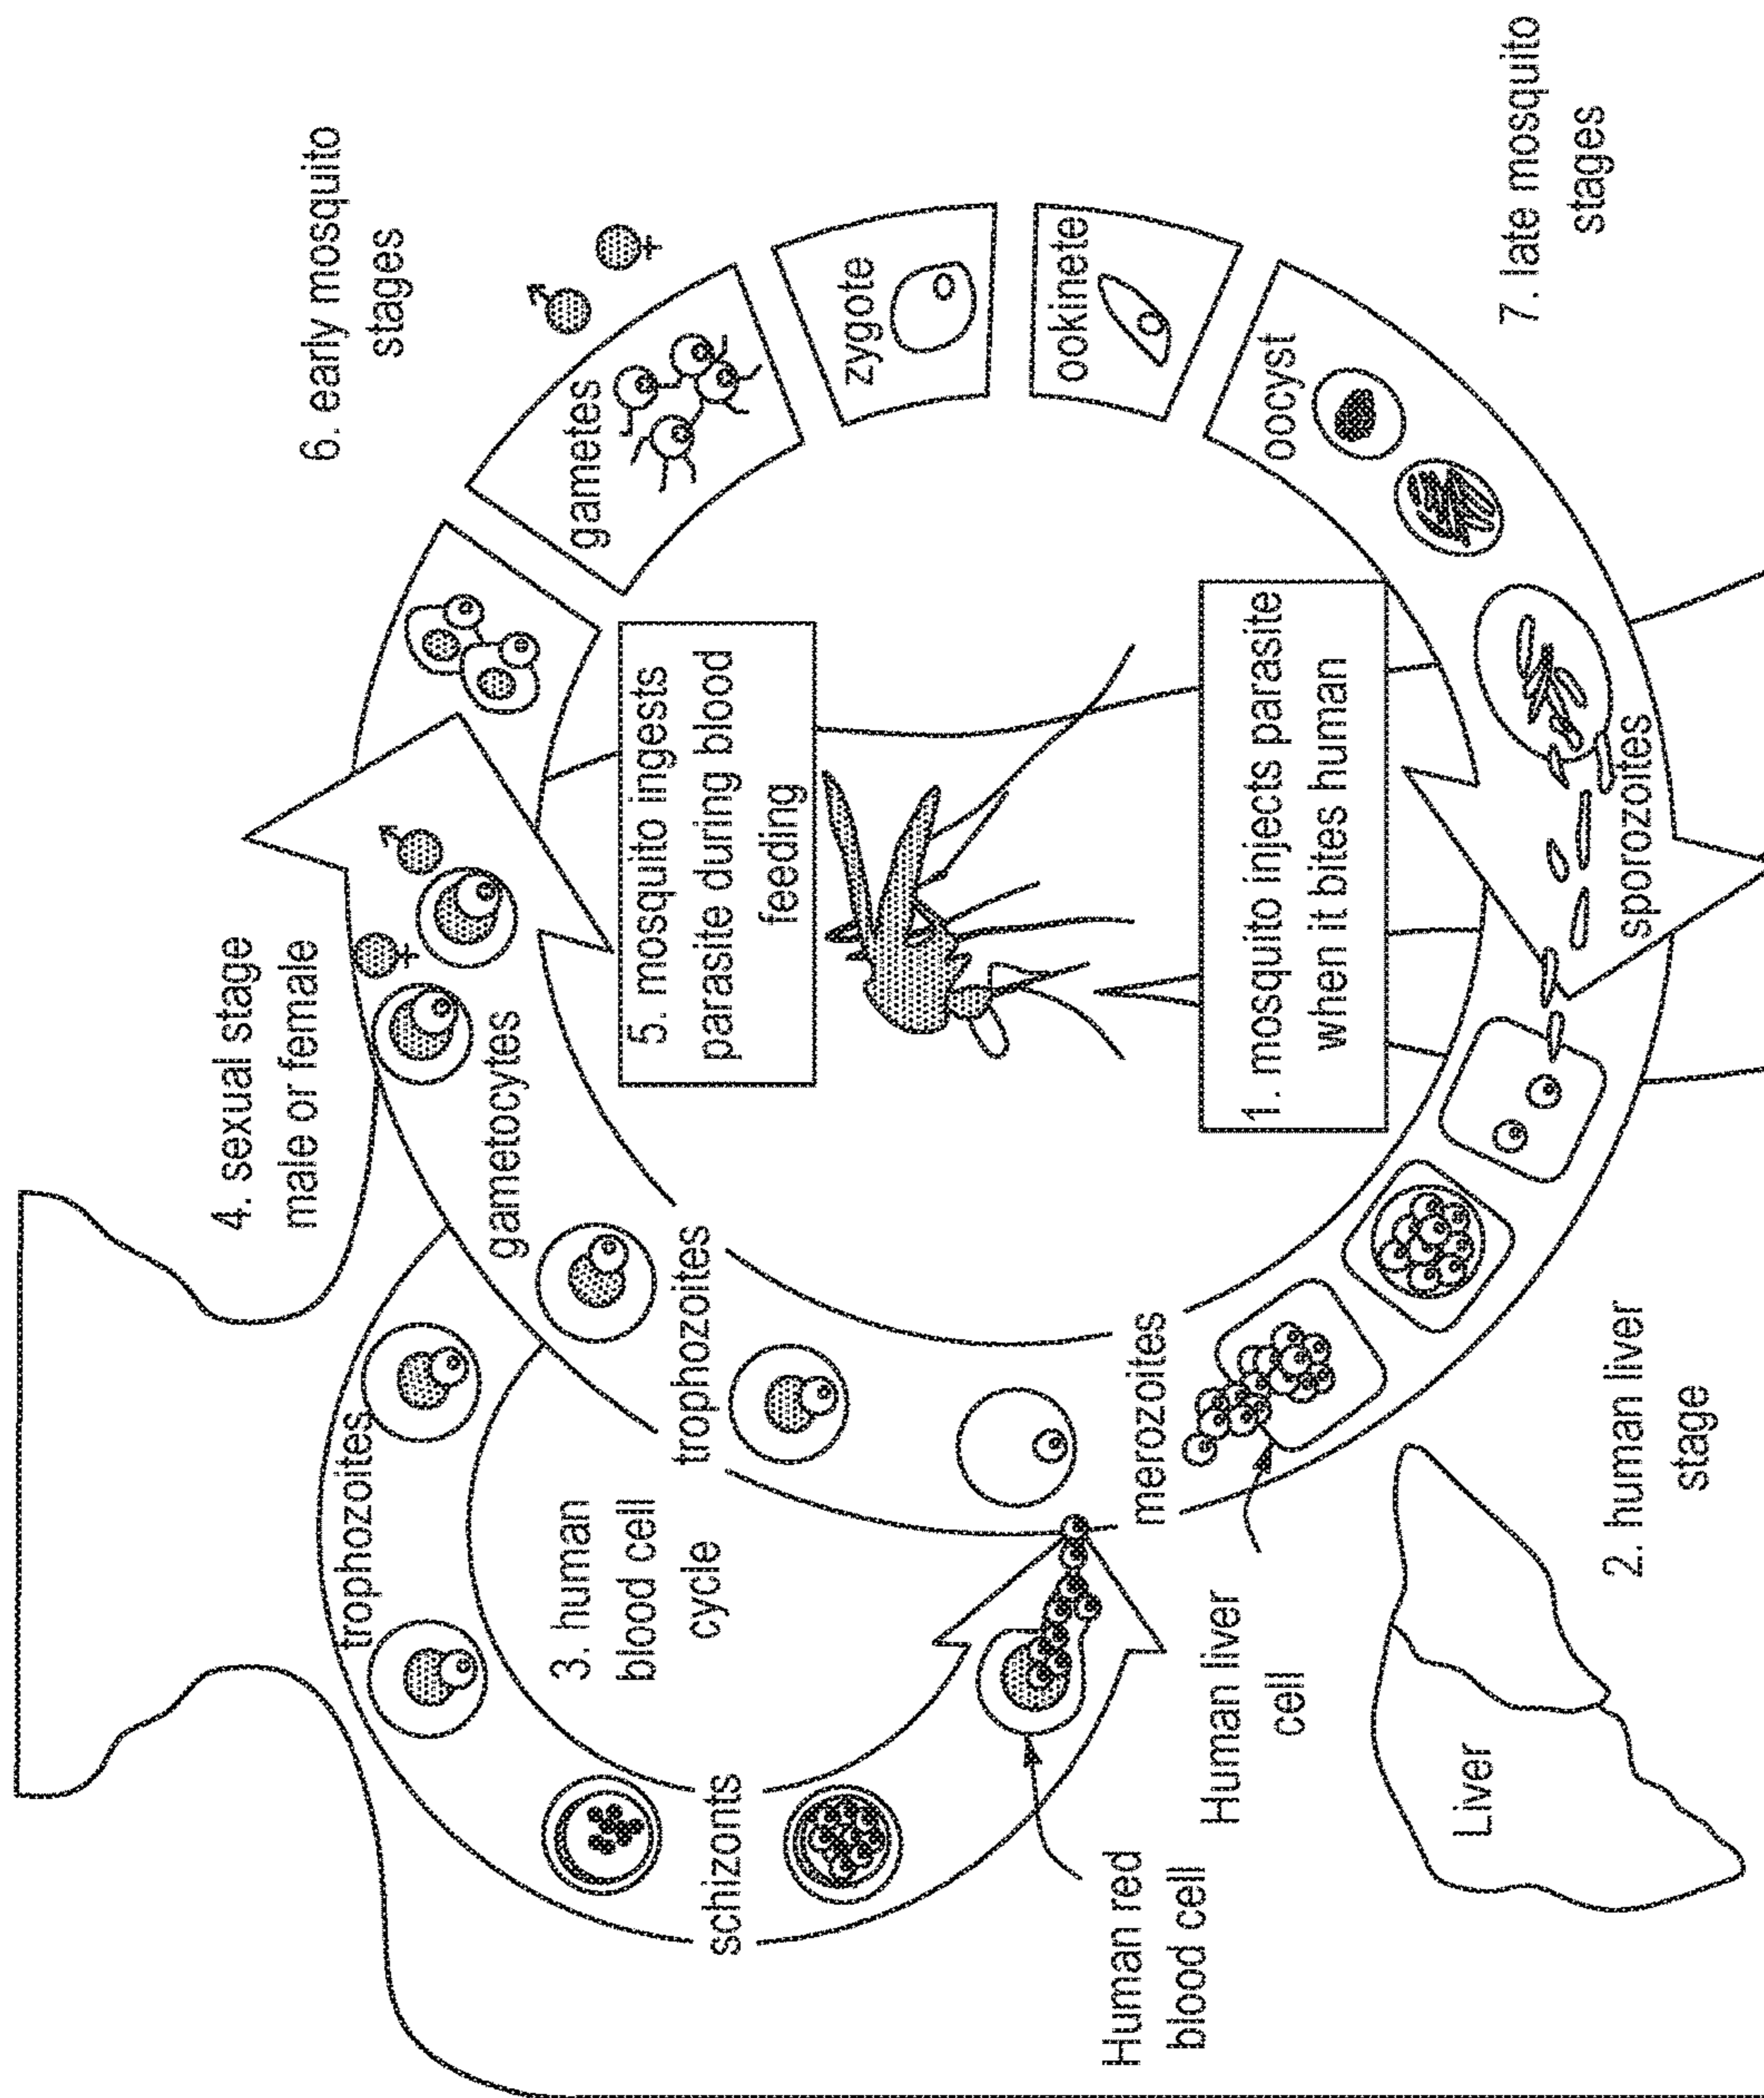 4. sexual stage
male or female
6. early mosquito
stages
trophozoites
gametocytes
gametes
3. human
blood cell
cycle
trophozoites
5. mosquito ingests
parasite during blood
feeding
schizonts
zygote
ookinete
merozoites
Human red
blood cell
Human liver
cell
1. mosquito injects parasite
when it bites human
oocyst
Liver
sporozoites
2. human liver
stage
7. late mosquito
stages